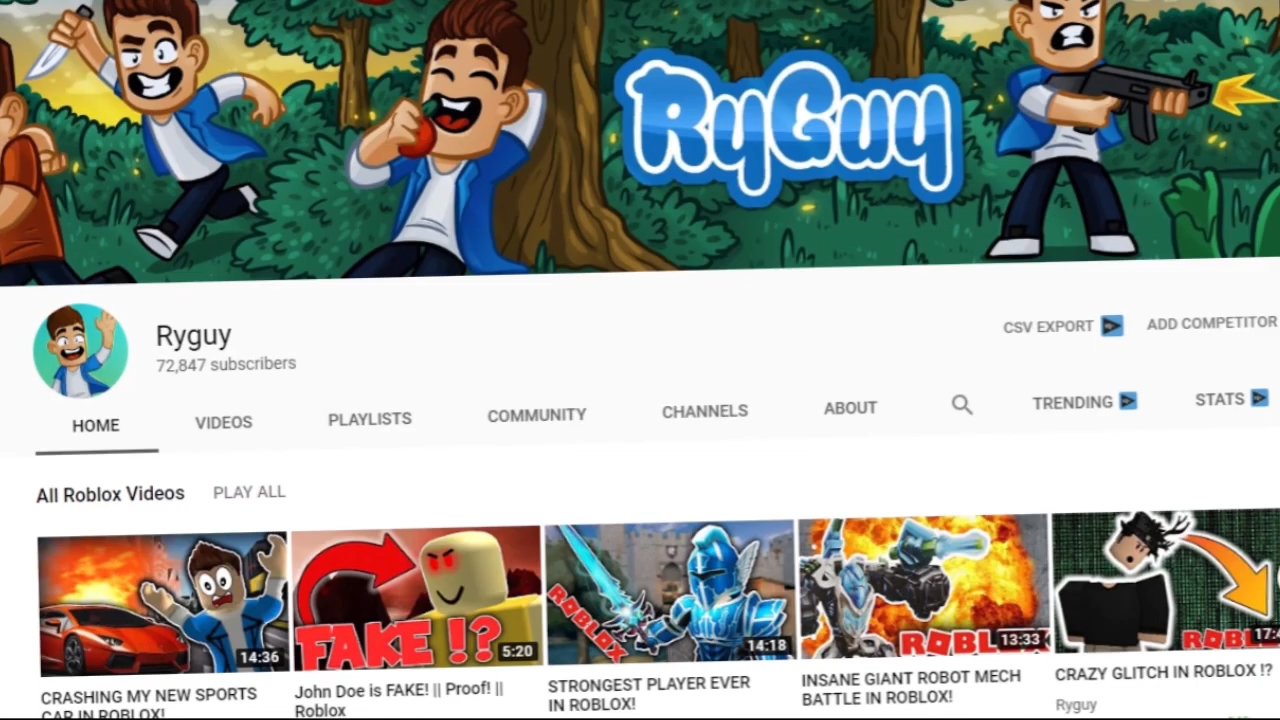 RyGuy
Ryguy
72,847 subscribers
CSV EXPORT
ADD COMPETITOR
HOME
VIDEOS
PLAYLISTS
COMMUNITY
CHANNELS
ABOUT
TRENDING
STATS
All Roblox Videos
PLAY ALL
14:36
FAKE !?
5:20
ROBLOX
14:18
13:33
CRASHING MY NEW SPORTS
CAR IN ROBLOX!
John Doe is FAKE! || Proof! ||
Roblox
STRONGEST PLAYER EVER
IN ROBLOX!
INSANE GIANT ROBOT MECH
BATTLE IN ROBLOX!
CRAZY GLITCH IN ROBLOX !?
Ryguy